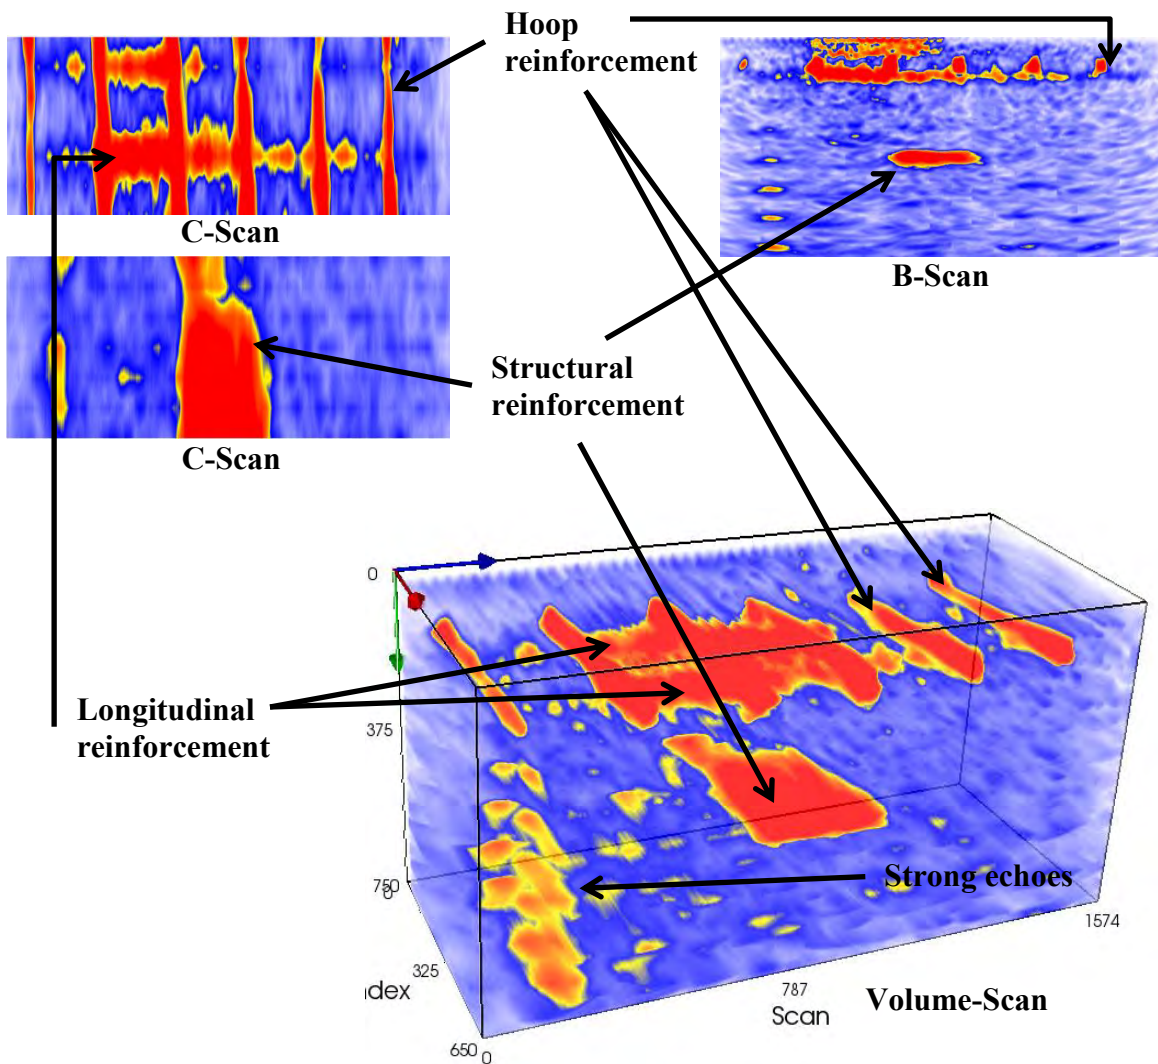 Hoop
reinforcement
C-Scan
B-Scan
Structural
reinforcement
C-Scan
0
Longitudinal
reinforcement
375
750
0
Strong echoes
1574
325
dex
787
Volume-Scan
Scan
650
0